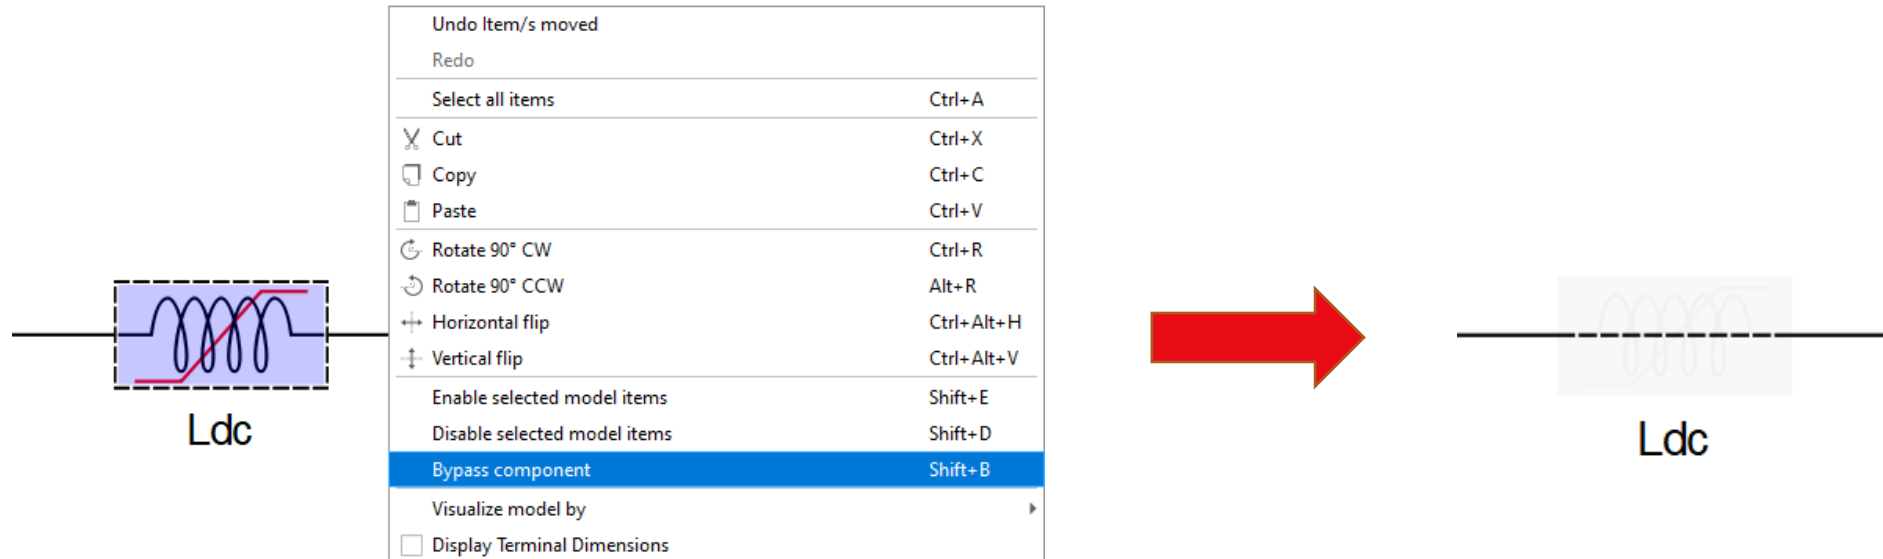 Undo Item/s moved
Redo
Select all items Ctrl+A
Cut Ctrl+X
Copy Ctrl+C
Paste Ctrl+V
Rotate 90° CW Ctrl+R
Rotate 90° CCW Alt+R
Horizontal flip Ctrl+Alt+H
Vertical flip Ctrl+Alt+V
Enable selected model items Shift+E
Disable selected model items Shift+D
Bypass component Shift+B
Visualize model by
Display Terminal Dimensions
Ldc
Ldc